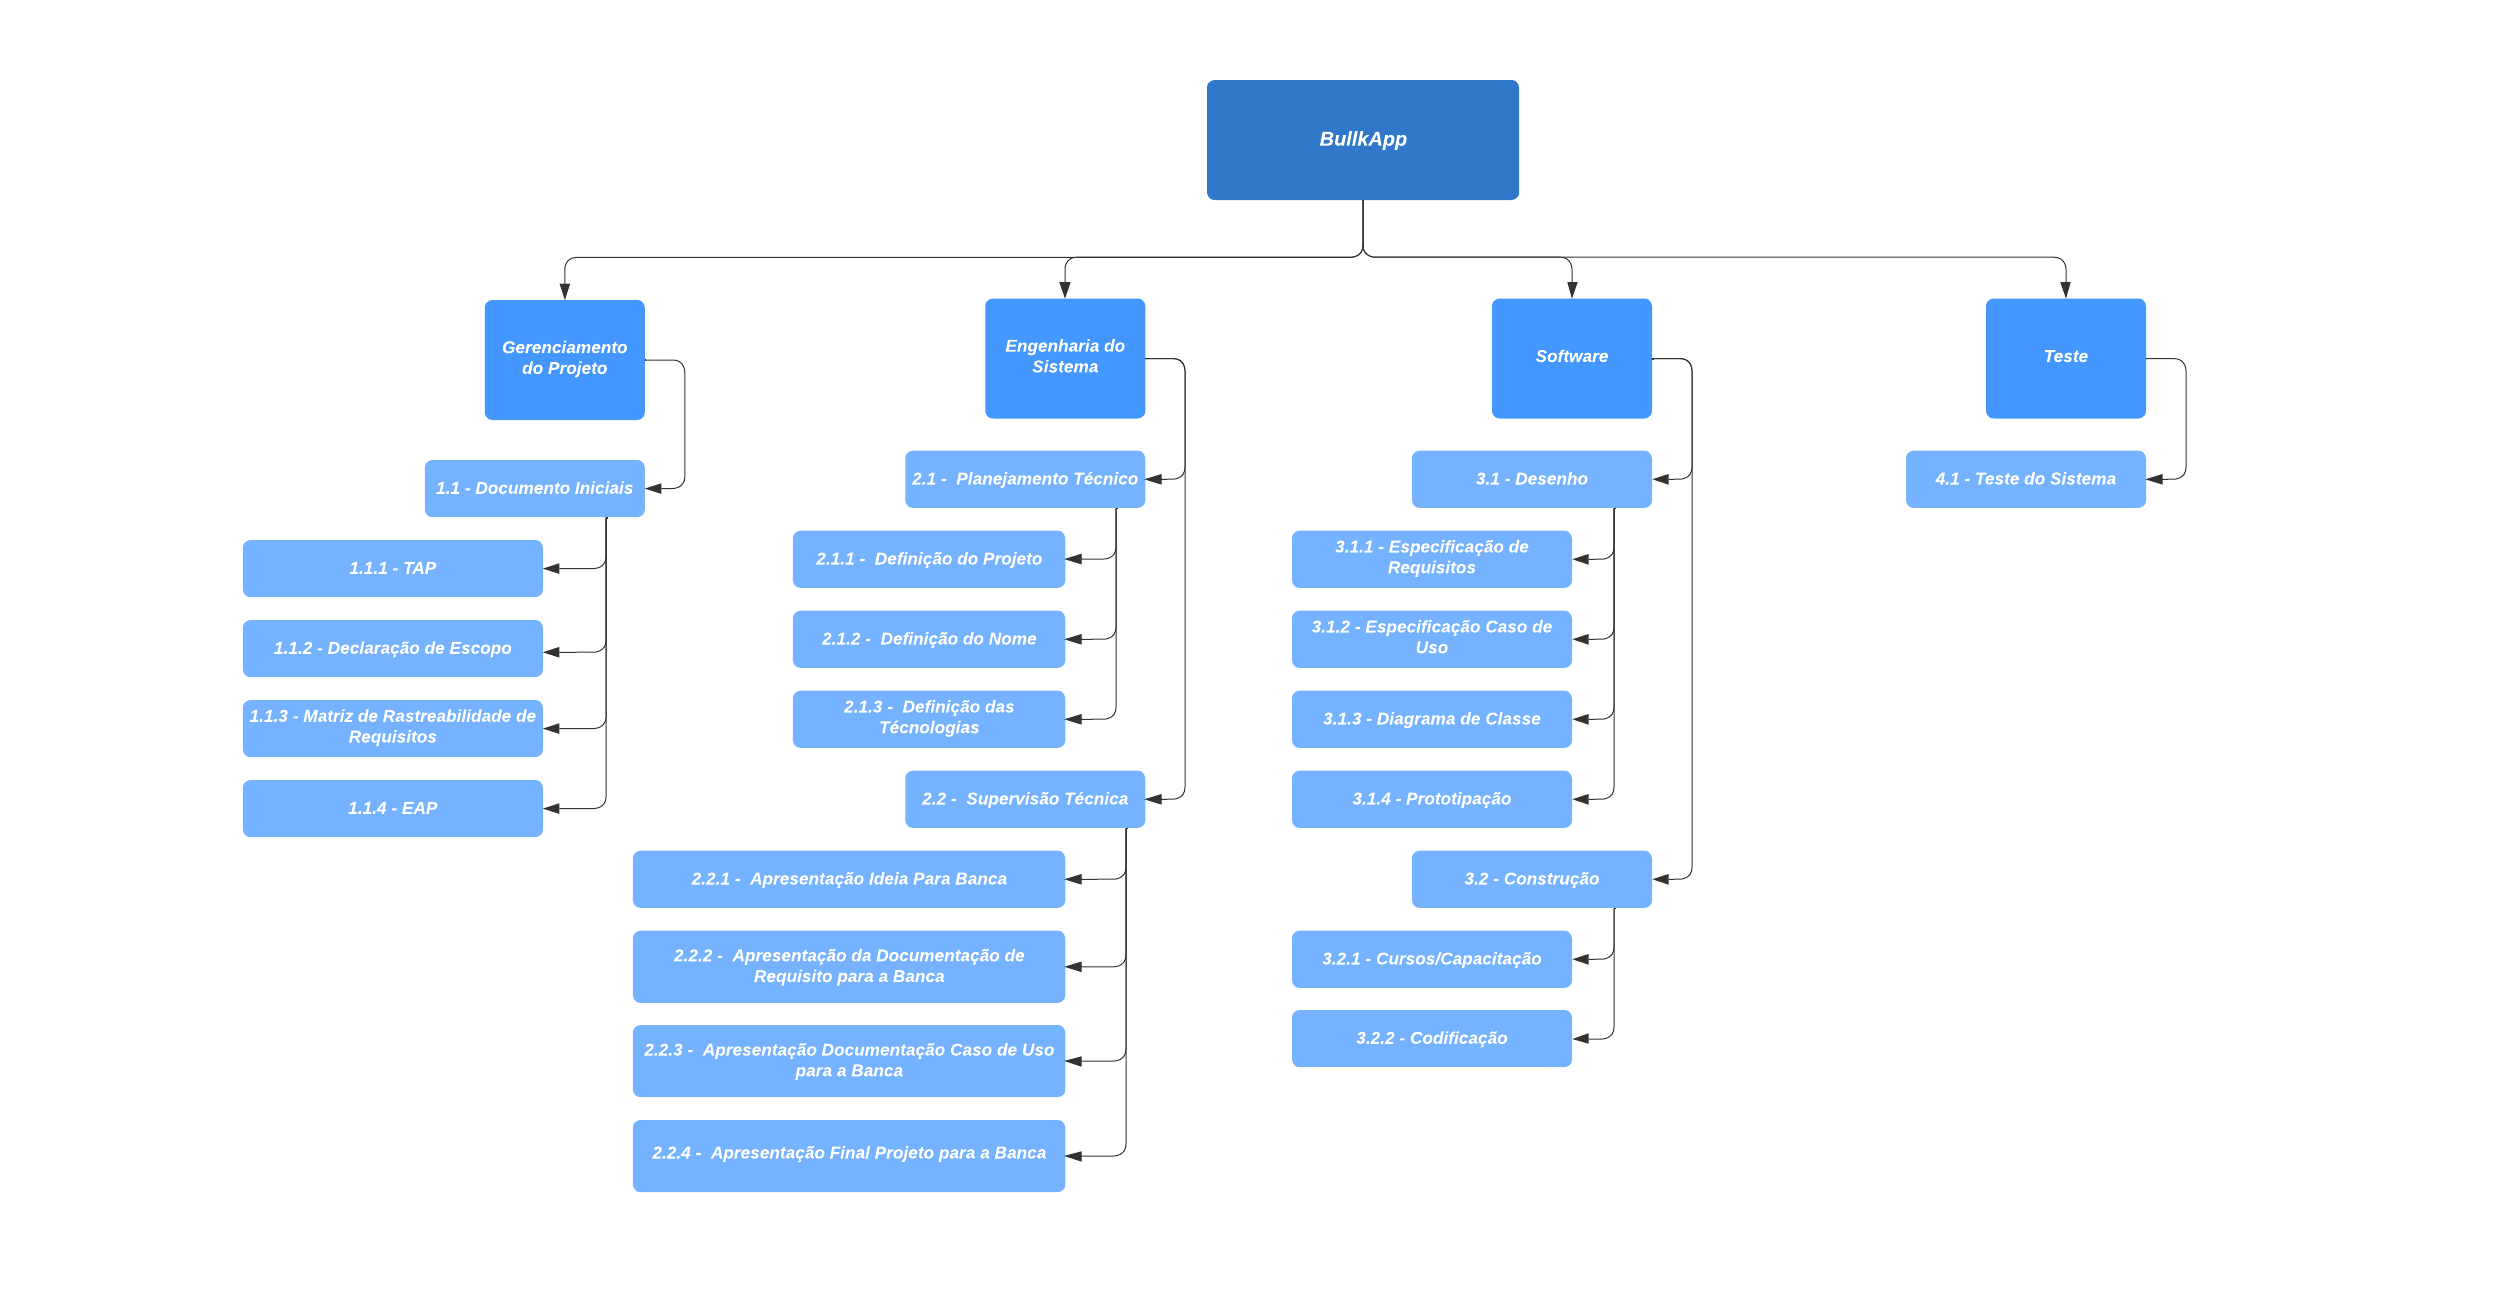 BullkApp
Gerenciamento
do Projeto
1.1 - Documento Iniciais
1.1.1 - TAP
1.1.2 - Declaração de Escopo
1.1.3 - Matriz de Rastreabilidade de
Requisitos
1.1.4 - EAP
Engenharia do
Sistema
2.1 - Planejamento Técnico
2.1.1 - Definição do Projeto
2.1.2 - Definição do Nome
2.1.3 - Definição das
Técnologias
2.2 - Supervisão Técnica
2.2.1 - Apresentação Ideia Para Banca
2.2.2 - Apresentação da Documentação de
Requisito para a Banca
2.2.3 - Apresentação Documentação Caso de Uso
para a Banca
2.2.4 - Apresentação Final Projeto para a Banca
Software
3.1 - Desenho
3.1.1 - Especificação de
Requisitos
3.1.2 - Especificação Caso de
Uso
3.1.3 - Diagrama de Classe
3.1.4 - Prototipação
3.2 - Construção
3.2.1 - Cursos/Capacitação
3.2.2 - Codificação
Teste
4.1 - Teste do Sistema